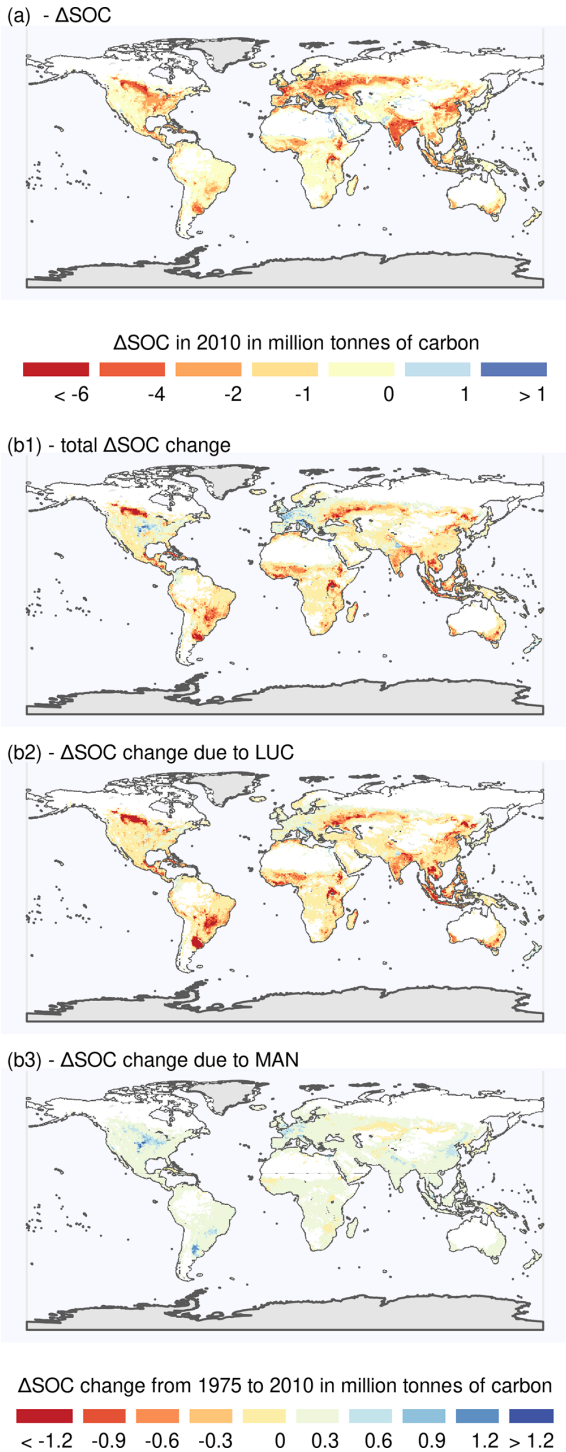 (a) - ΔSOC
ΔSOC in 2010 in million tonnes of carbon
< -6 -4 -2 -1 0 1 > 1
(b1) - total ΔSOC change
(b2) - ΔSOC change due to LUC
(b3) - ΔSOC change due to MAN
ΔSOC change from 1975 to 2010 in million tonnes of carbon
< -1.2 -0.9 -0.6 -0.3 0 0.3 0.6 0.9 1.2 > 1.2